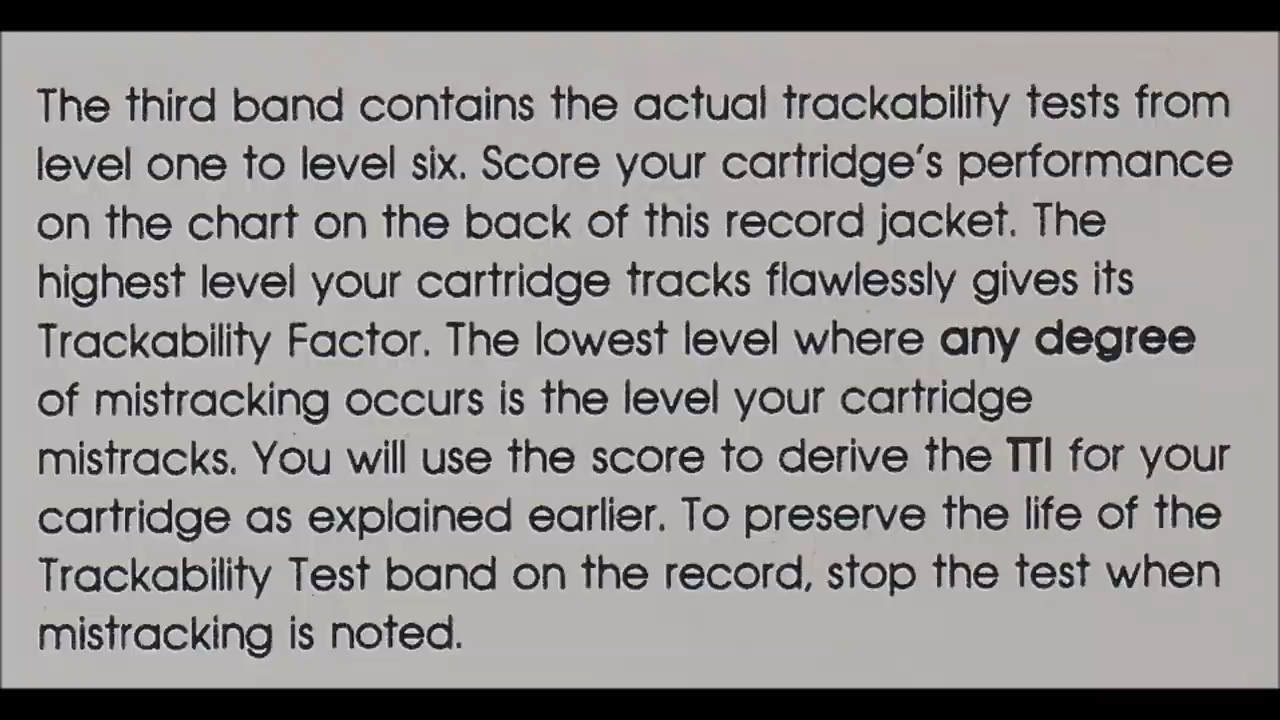 The third band contains the actual trackability tests from
level one to level six. Score your cartridge's performance
on the chart on the back of this record jacket. The
highest level your cartridge tracks flawlessly gives its
Trackability Factor. The lowest level where any degree
of mistracking occurs is the level your cartridge
mistracks. You will use the score to derive the TTI for your
cartridge as explained earlier. To preserve the life of the
Trackability Test band on the record, stop the test when
mistracking is noted.